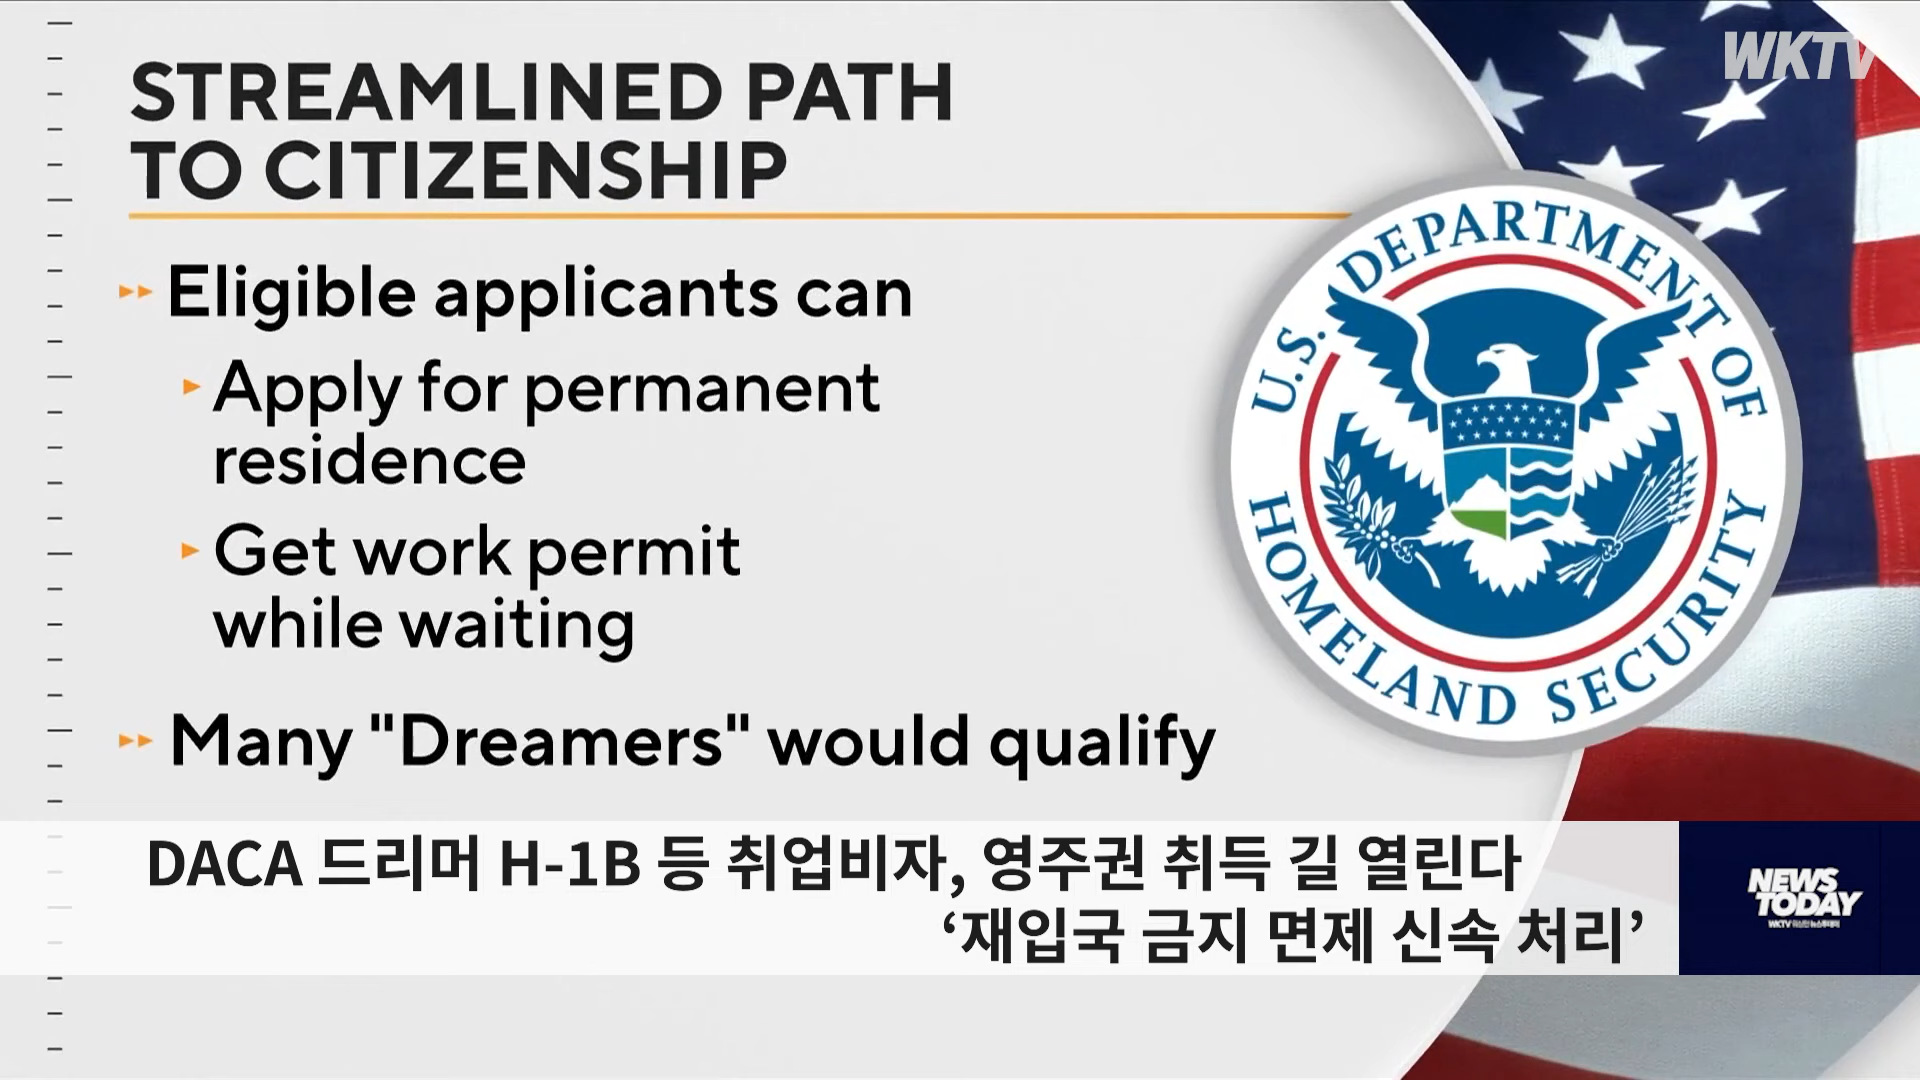 WKTV
STREAMLINED PATH
TO CITIZENSHIP
Eligible applicants can
Apply for permanent
residence
Get work permit
while waiting
Many "Dreamers" would qualify
U.S. DEPARTMENT OF
HOMELAND SECURITY
DACA 드리머 H-1B 등 취업비자, 영주권 취득 길 열린다
‘재입국 금지 면제 신속 처리’
NEWS
TODAY
WKTV